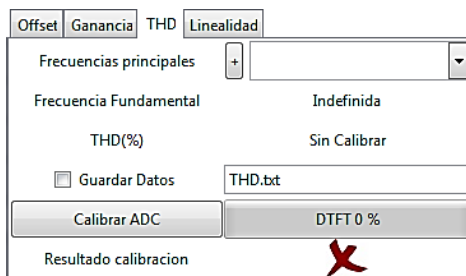 Offset Ganancia THD Linealidad
Frecuencias principales +
Frecuencia Fundamental Indefinida
THD(%) Sin Calibrar
Guardar Datos THD.txt
Calibrar ADC DTFT 0 %
Resultado calibracion